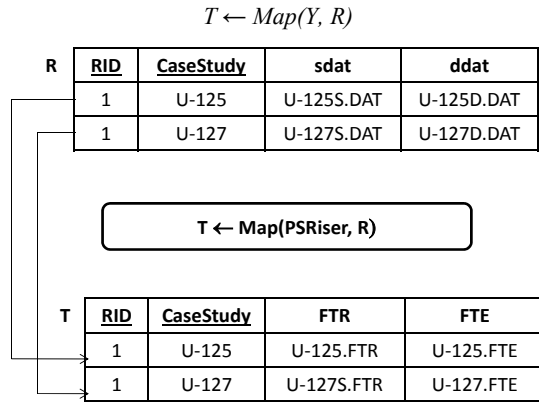 T ← Map(Y, R)
R RID CaseStudy sdat ddat
1 U-125 U-125S.DAT U-125D.DAT
1 U-127 U-127S.DAT U-127D.DAT
T ← Map(PSRiser, R)
T RID CaseStudy FTR FTE
1 U-125 U-125.FTR U-125.FTE
1 U-127 U-127S.FTR U-127.FTE